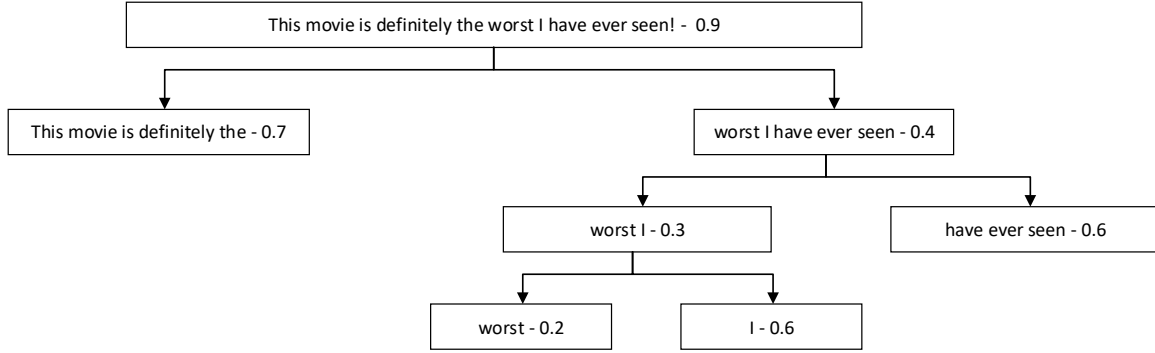 This movie is definitely the worst I have ever seen! - 0.9
This movie is definitely the - 0.7
worst I have ever seen - 0.4
worst I - 0.3
have ever seen - 0.6
worst - 0.2
I - 0.6